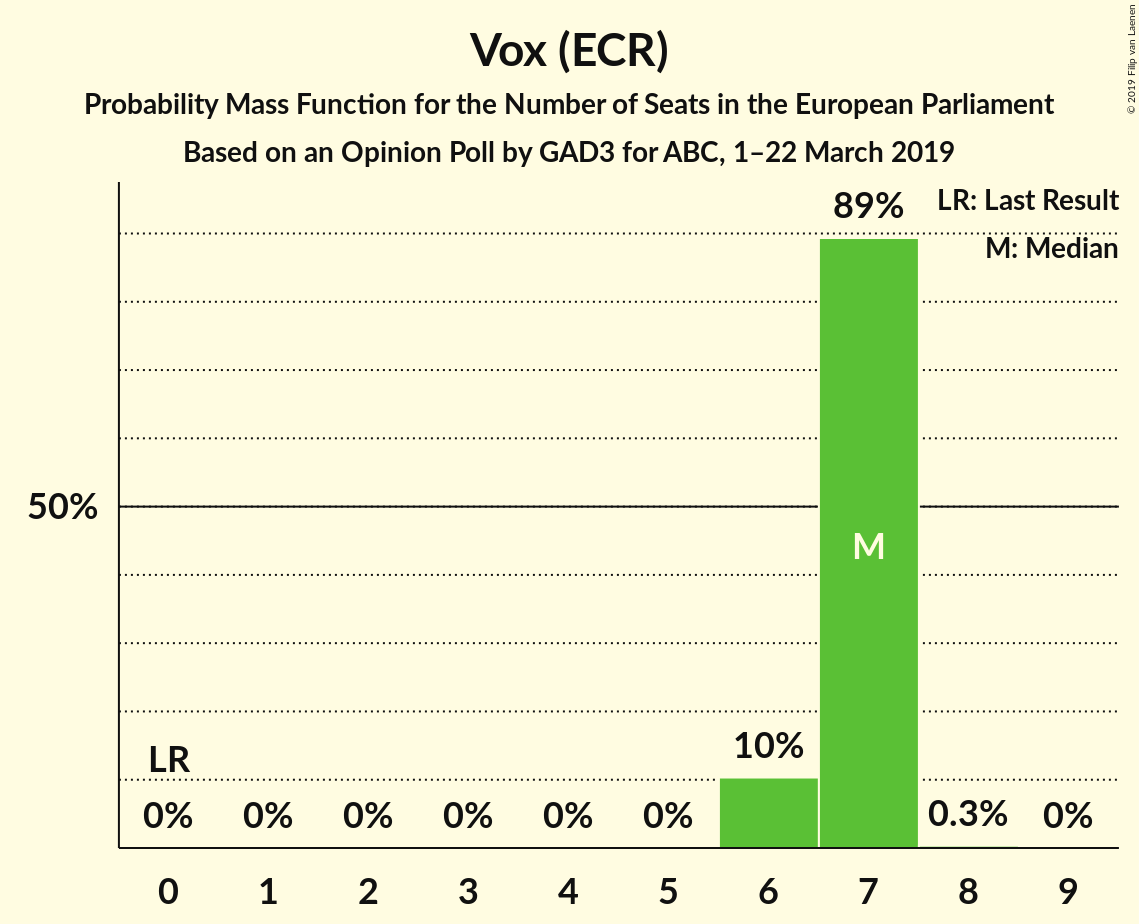 Vox (ECR)
Probability Mass Function for the Number of Seats in the European Parliament
Based on an Opinion Poll by GAD3 for ABC, 1–22 March 2019
© 2019 Filip van Laenen
LR: Last Result
M: Median
89%
50%
M
10%
LR
0% 0% 0% 0% 0% 0% 0.3% 0%
0 1 2 3 4 5 6 7 8 9